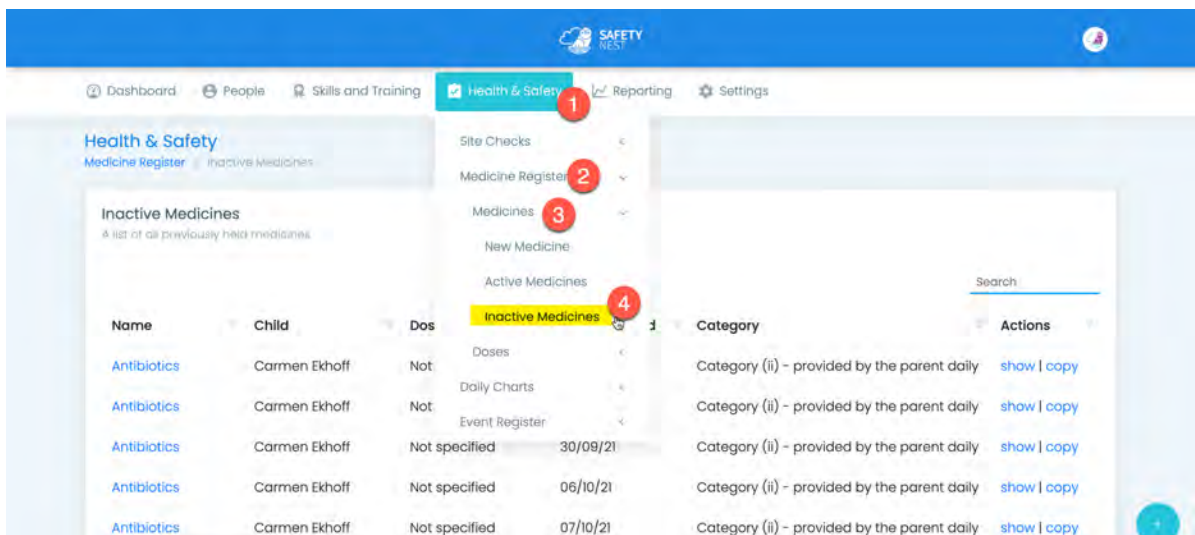 SAFETY
NEST
Dashboard People Skills and Training Health & Safety Reporting Settings
1
Health & Safety
Medicine Register Inactive Medicines
Site Checks
Medicine Register 2
Medicines 3
New Medicine
Active Medicines
Inactive Medicines 4
Doses
Daily Charts
Event Register
Inactive Medicines
A list of all previously held medicines
Search
Name Child Dos d Category Actions
Antibiotics Carmen Ekhoff Not Category (ii) - provided by the parent daily show | copy
Antibiotics Carmen Ekhoff Not Category (ii) - provided by the parent daily show | copy
Antibiotics Carmen Ekhoff Not specified 30/09/21 Category (ii) - provided by the parent daily show | copy
Antibiotics Carmen Ekhoff Not specified 06/10/21 Category (ii) - provided by the parent daily show | copy
Antibiotics Carmen Ekhoff Not specified 07/10/21 Category (ii) - provided by the parent daily show | copy